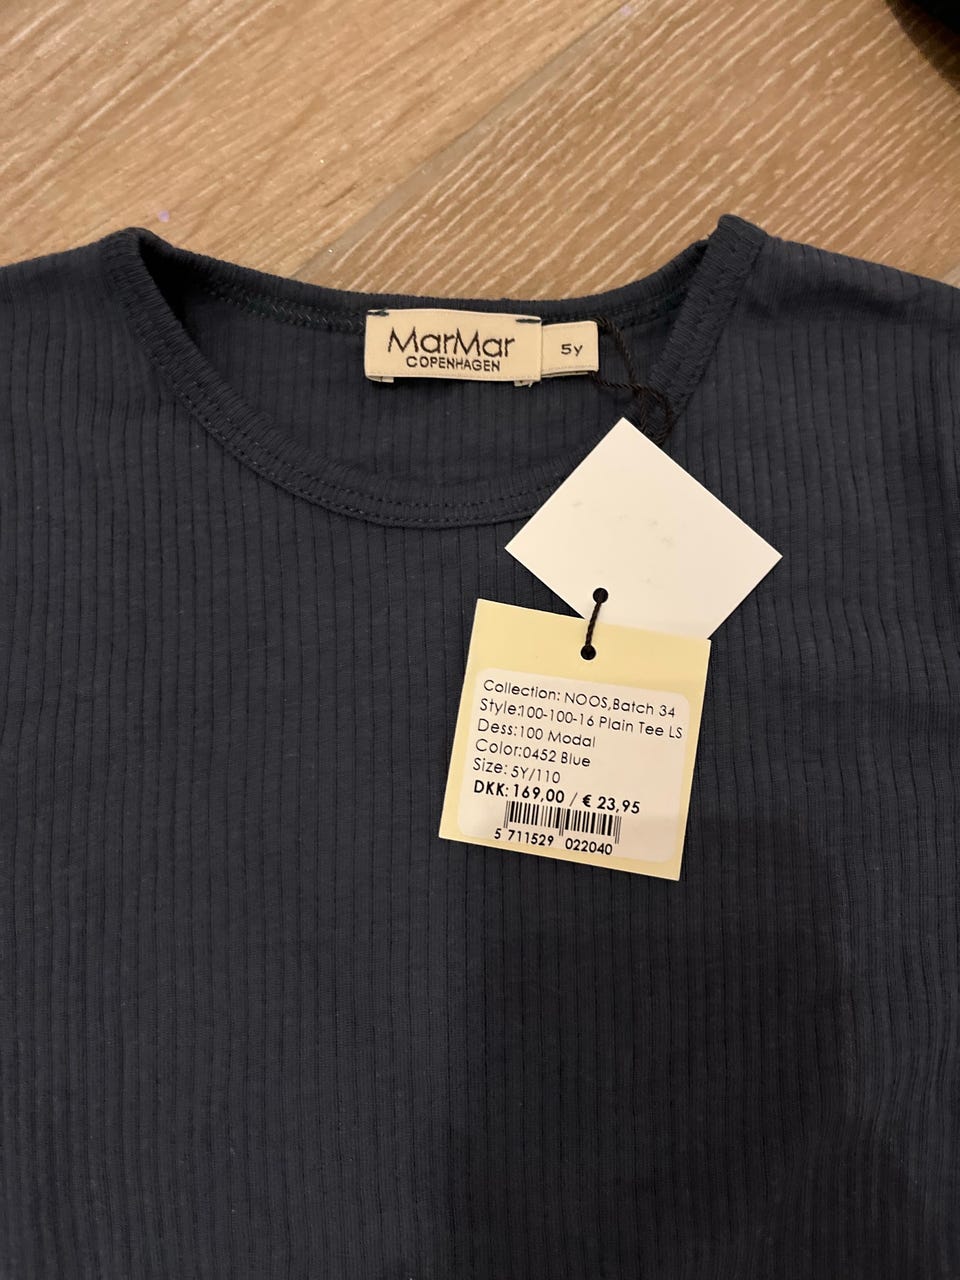 MarMar
COPENHAGEN
5Y
Collection: NOOS,Batch 34
Style:100-100-16 Plain Tee LS
Dess:100 Modal
Color:0452 Blue
Size: 5Y/110
DKK: 169,00 / € 23,95
5 711529 022040